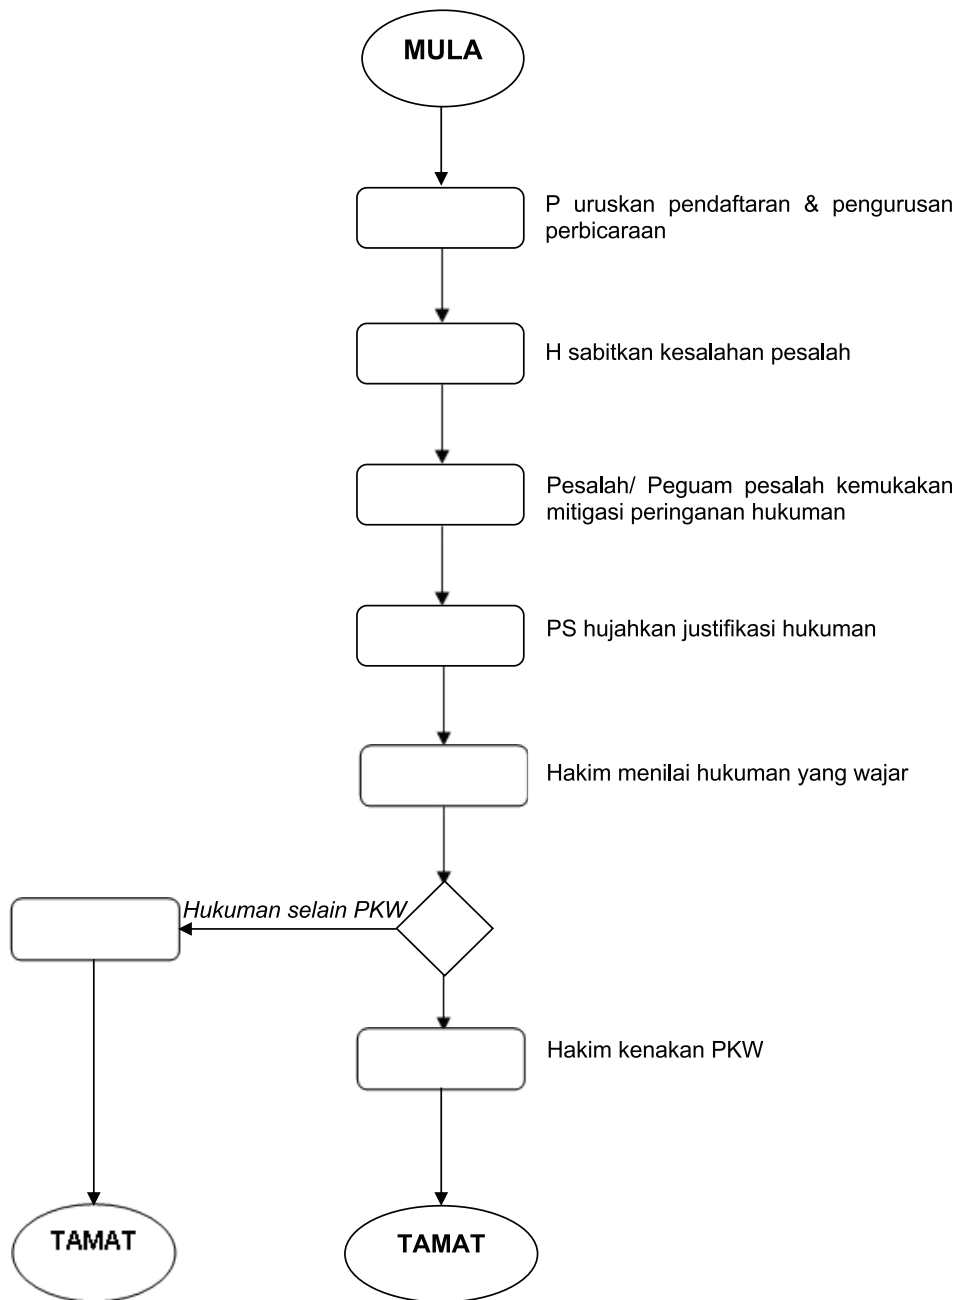 MULA
P uruskan pendaftaran & pengurusan
perbicaraan
H sabitkan kesalahan pesalah
Pesalah/ Peguam pesalah kemukakan
mitigasi peringanan hukuman
PS hujahkan justifikasi hukuman
Hakim menilai hukuman yang wajar
Hukuman selain PKW
Hakim kenakan PKW
TAMAT
TAMAT